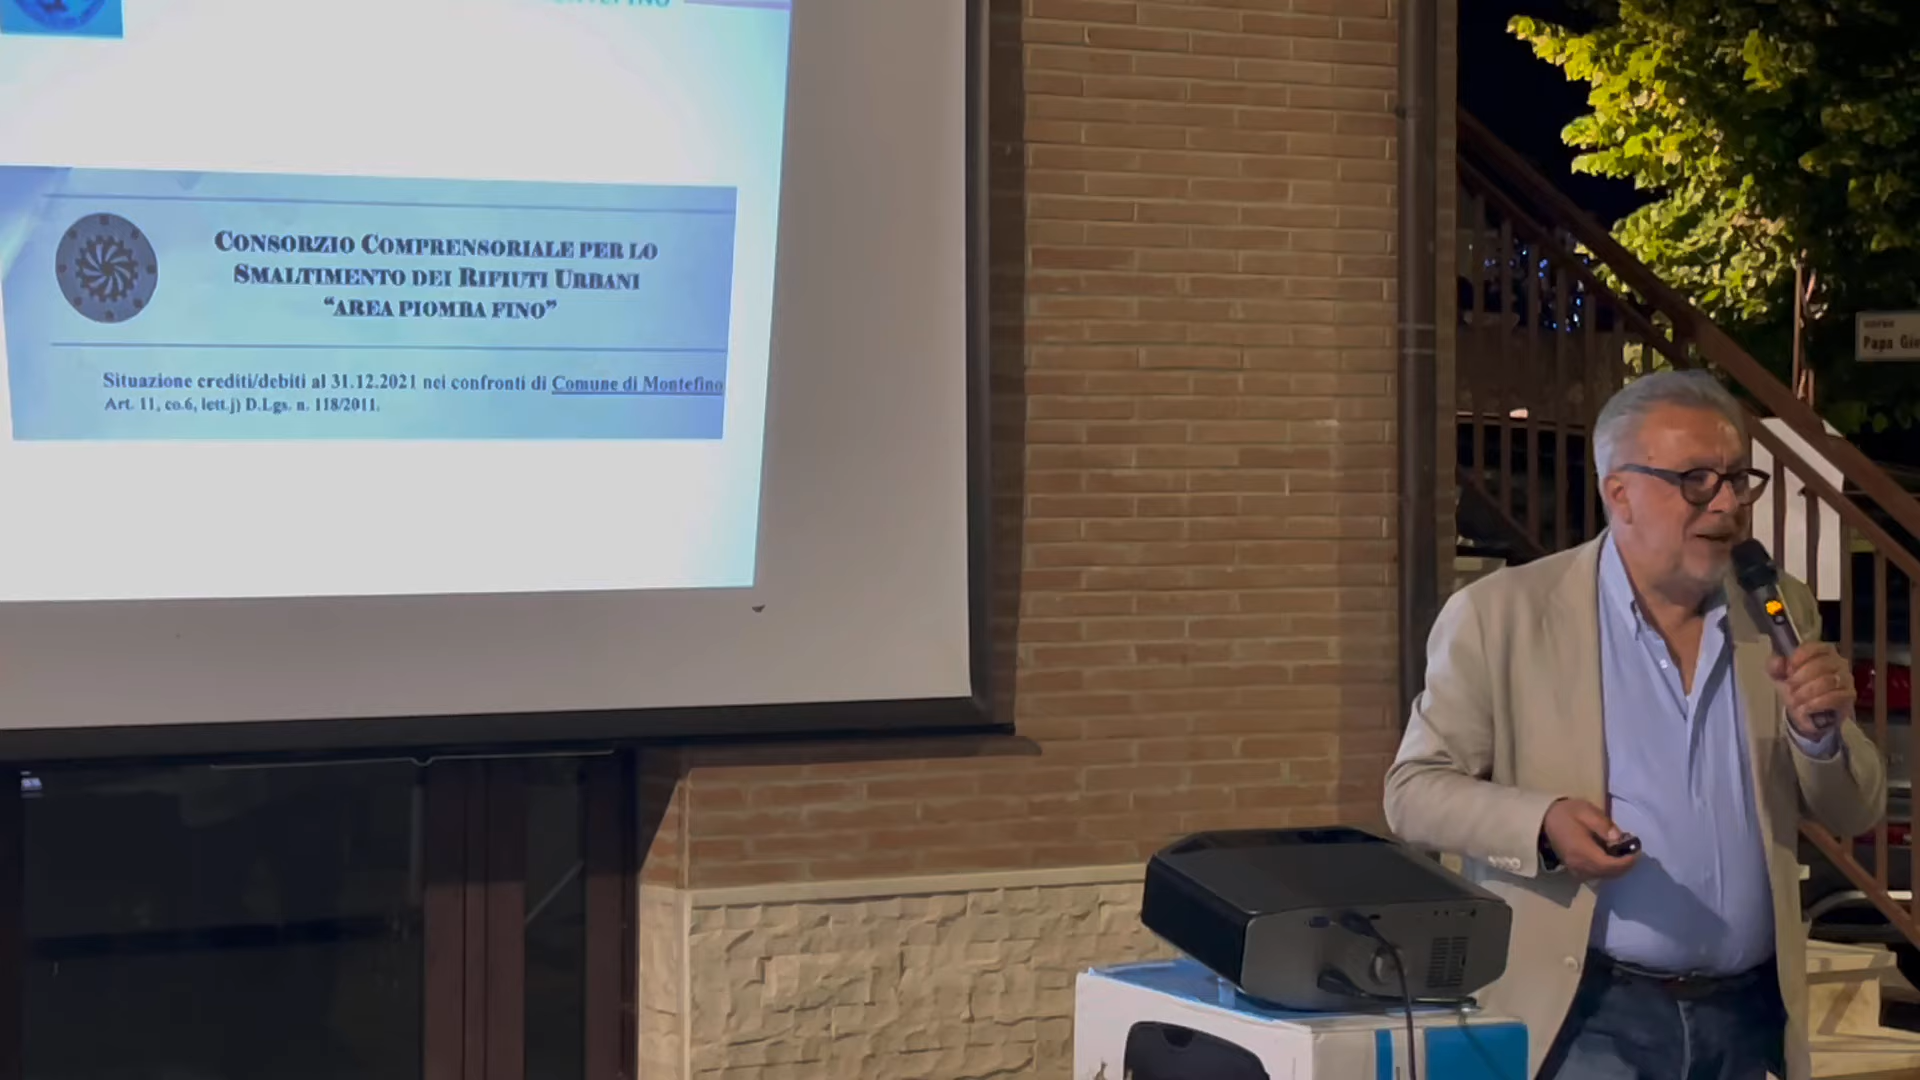 CONSORZIO COMPRENSORIALE PER LO
SMALTIMENTO DEI RIFIUTI URBANI
“AREA PIOMBA FINO”
Situazione crediti/debiti al 31.12.2021 nei confronti di Comune di Montefino
Art. 11, co.6, lett.j) D.Lgs. n. 118/2011.
Papa